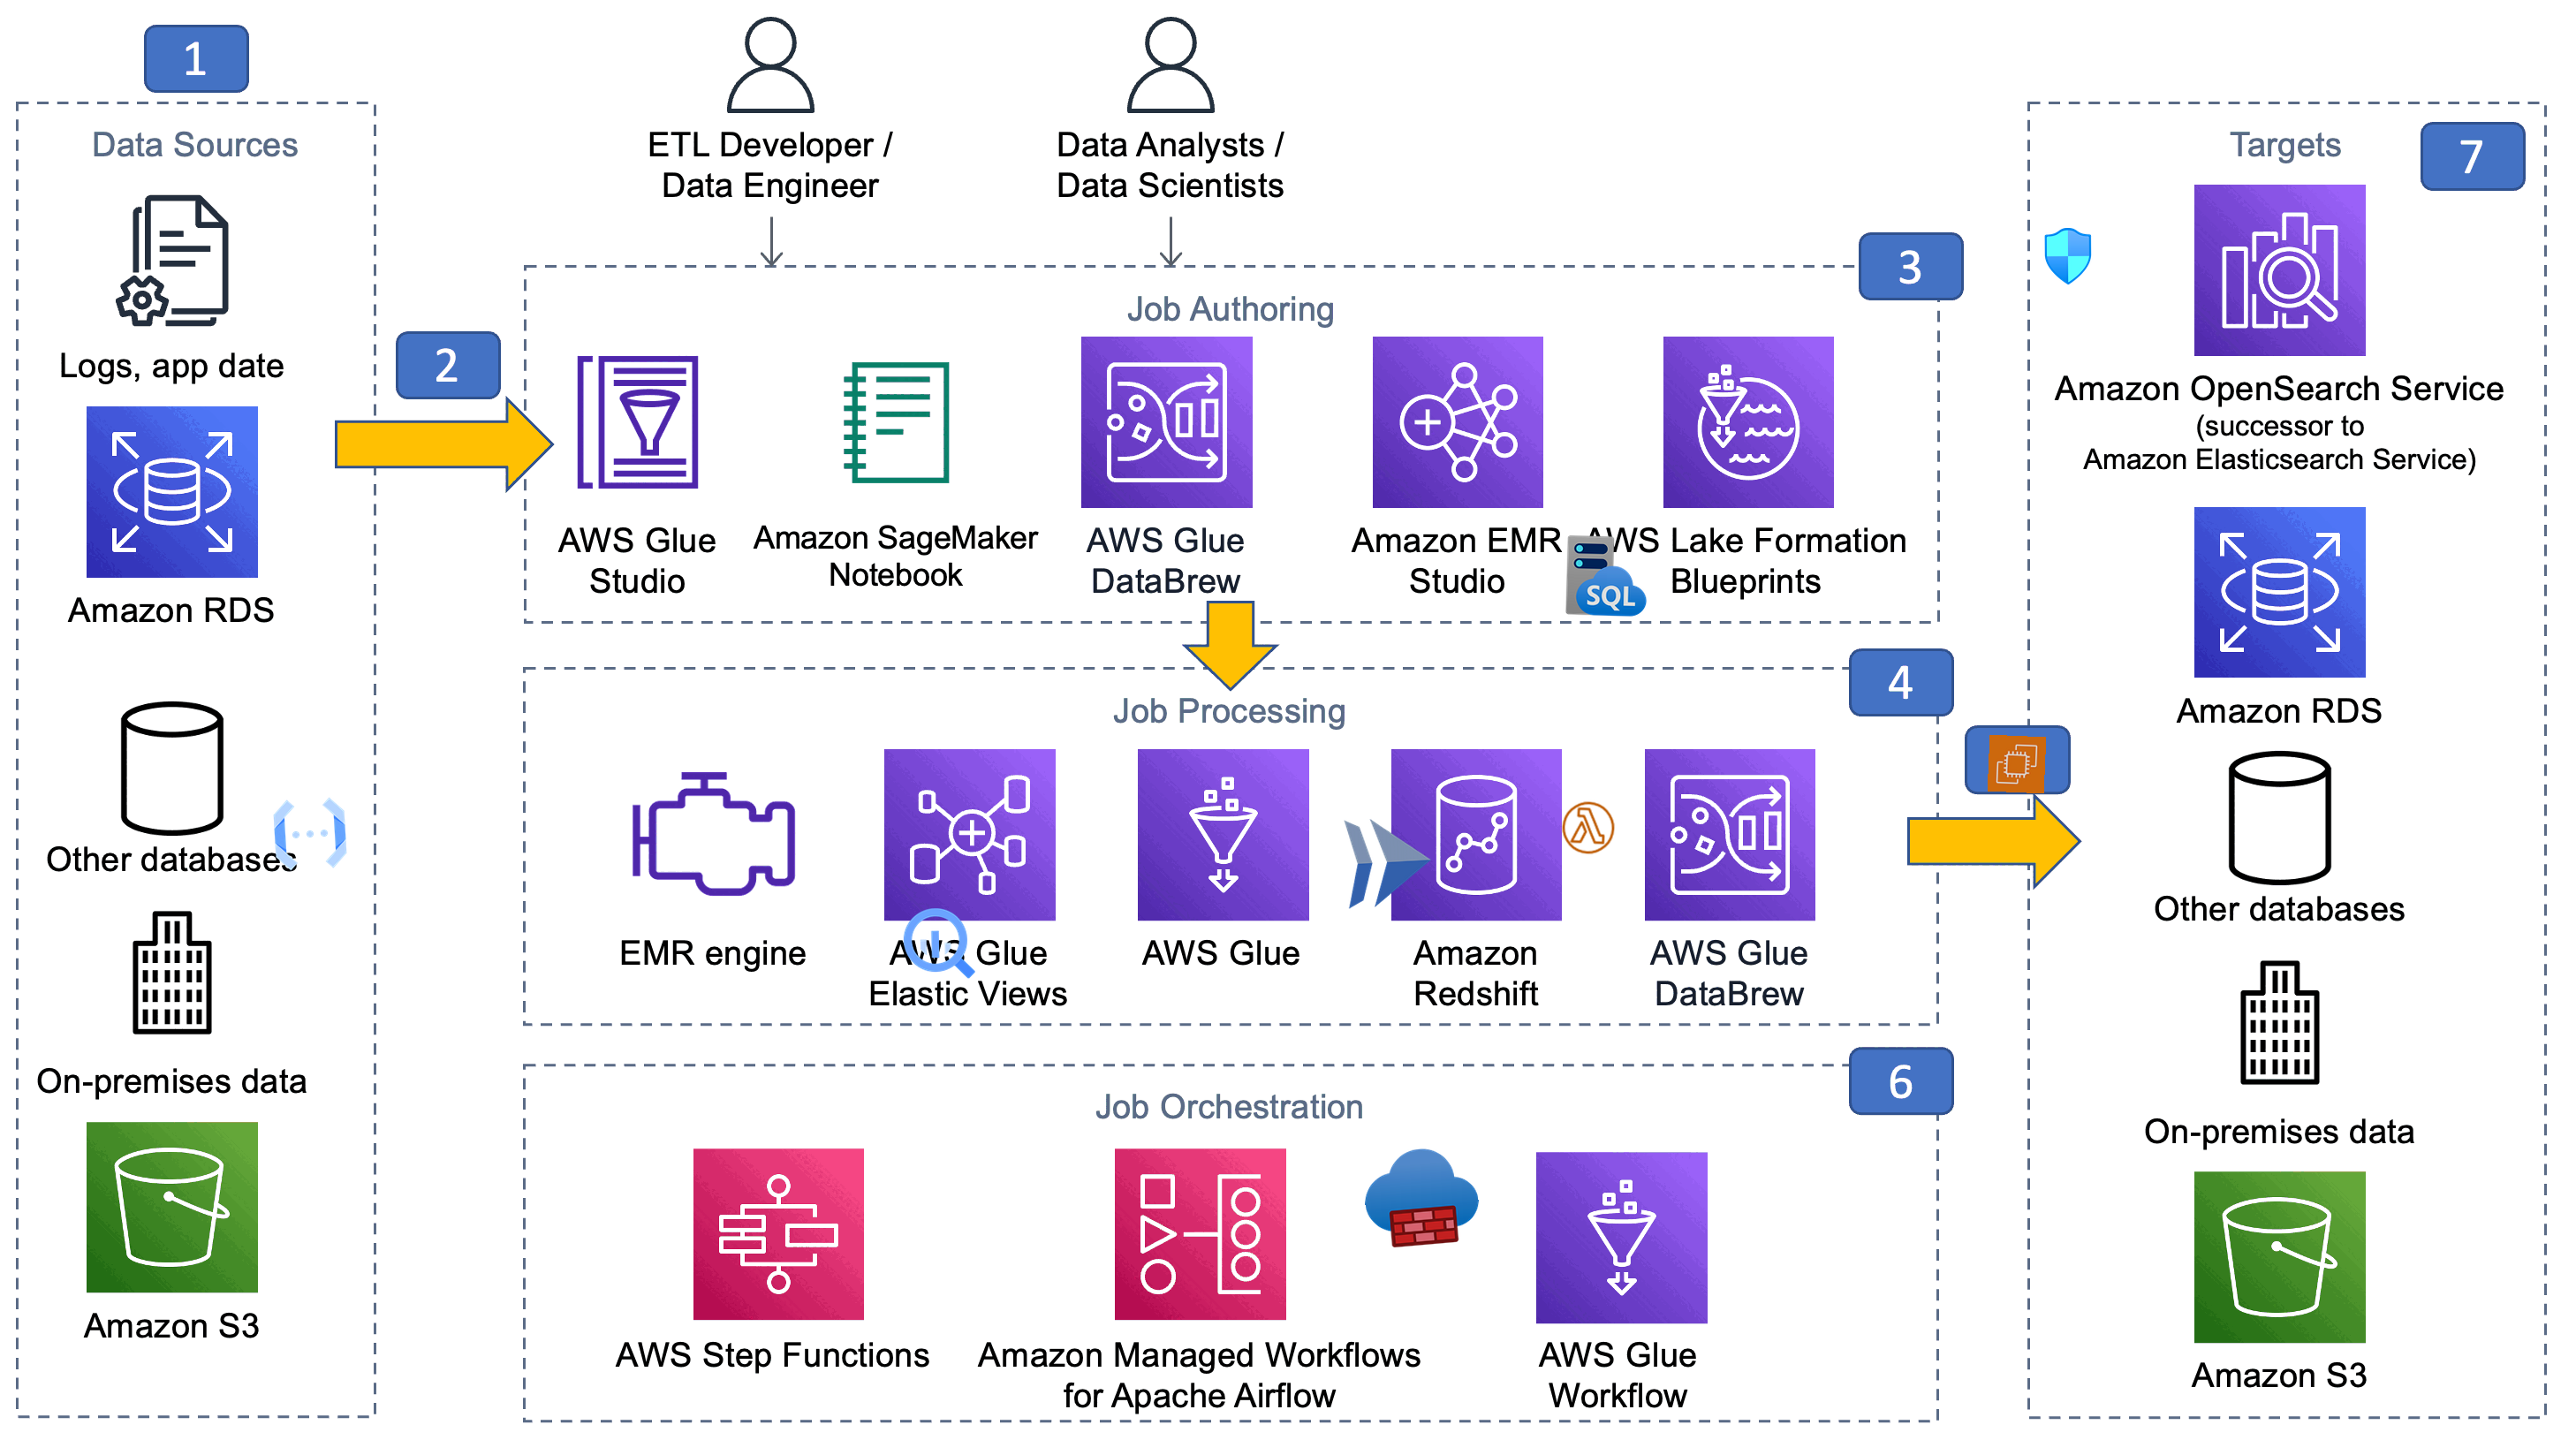 1
Data Sources
Logs, app date
Amazon RDS
Other databases
On-premises data
Amazon S3
2
ETL Developer /
Data Engineer
Data Analysts /
Data Scientists
3
Job Authoring
AWS Glue
Studio
Amazon SageMaker
Notebook
AWS Glue
DataBrew
Amazon EMR
Studio
AWS Lake Formation
Blueprints
SQL
4
Job Processing
EMR engine
AWS Glue
Elastic Views
AWS Glue
Amazon
Redshift
AWS Glue
DataBrew
6
Job Orchestration
AWS Step Functions
Amazon Managed Workflows
for Apache Airflow
AWS Glue
Workflow
7
Targets
Amazon OpenSearch Service
(successor to
Amazon Elasticsearch Service)
Amazon RDS
Other databases
On-premises data
Amazon S3